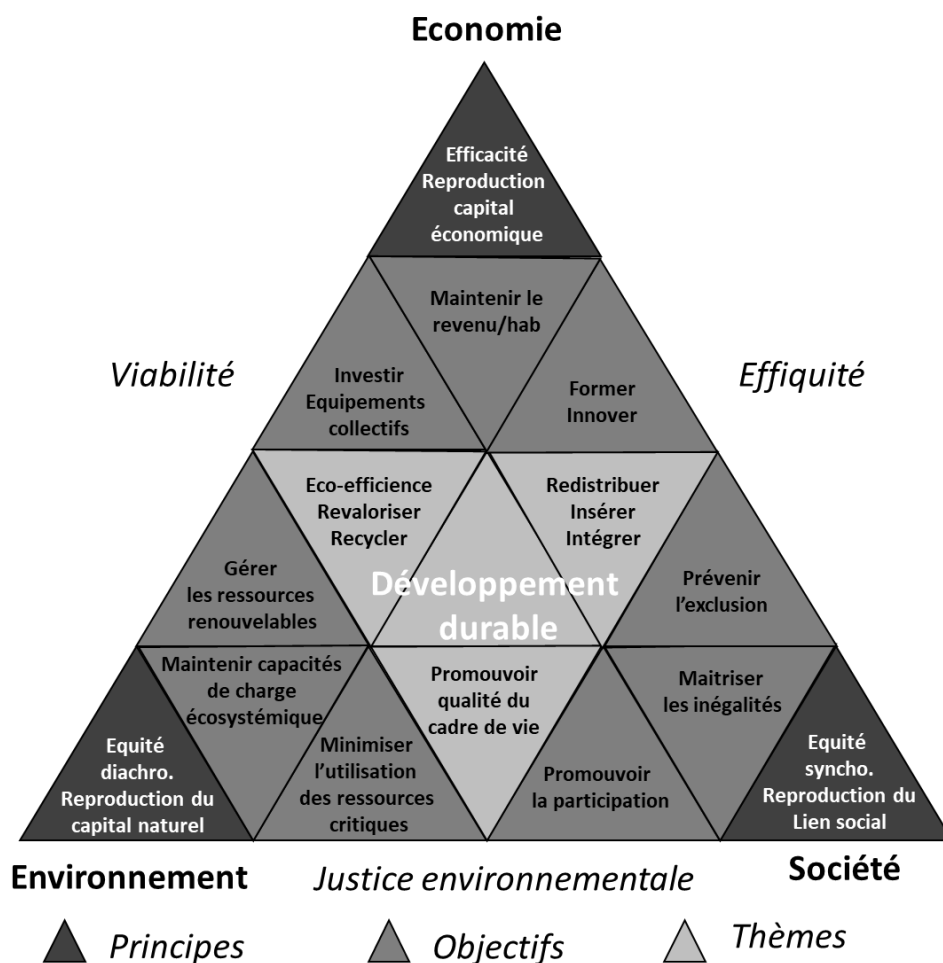 Economie
Efficacité
Reproduction
capital
économique
Maintenir le
revenu/hab
Viabilité
Effiquité
Investir
Equipements
collectifs
Former
Innover
Eco-efficience
Revaloriser
Recycler
Redistribuer
Insérer
Intégrer
Gérer
les ressources
renouvelables
Développement
durable
Prévenir
l'exclusion
Maintenir capacités
de charge
écosystémique
Promouvoir
qualité du
cadre de vie
Maitriser
les inégalités
Equité
diachro.
Reproduction du
capital naturel
Minimiser
l'utilisation
des ressources
critiques
Promouvoir
la participation
Equité
syncho.
Reproduction du
Lien social
Environnement
Justice environnementale
Société
Principes
Objectifs
Thèmes